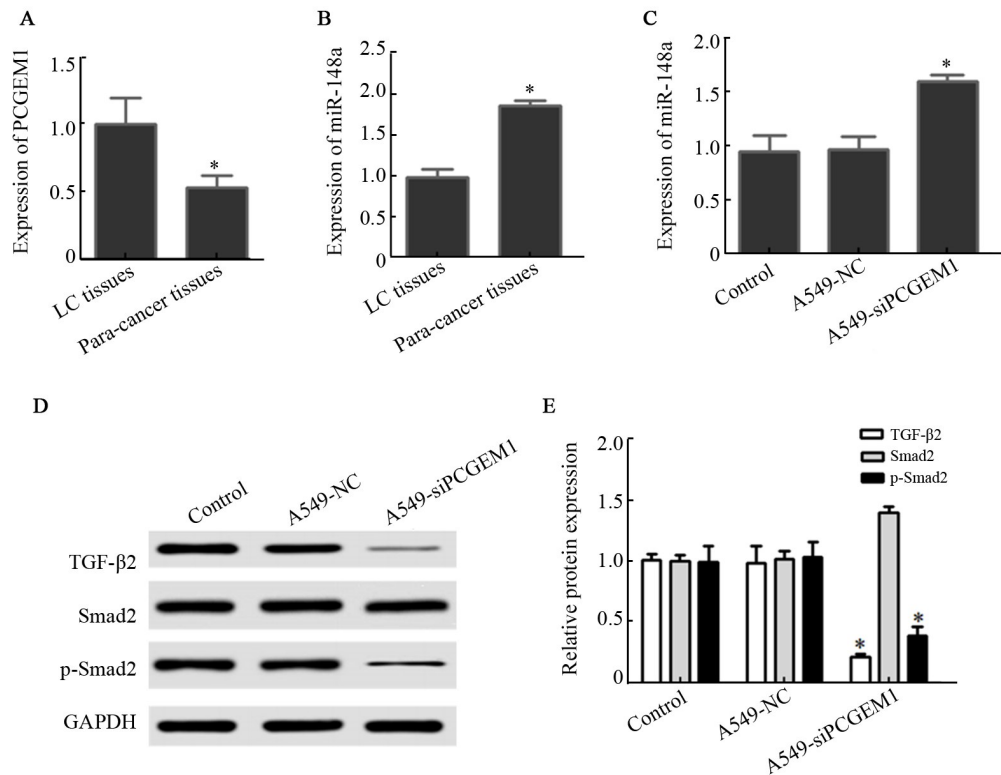 A
Expression of PCGEM1
1.5
1.0
0.5
0
*
LC tissues
Para-cancer tissues
B
Expression of miR-148a
2.5
2.0
1.5
1.0
0.5
0
*
LC tissues
Para-cancer tissues
C
Expression of miR-148a
2.0
1.5
1.0
0.5
0
*
Control
A549-NC
A549-siPCGEM1
D
Control
A549-NC
A549-siPCGEM1
TGF-β2
Smad2
p-Smad2
GAPDH
E
Relative protein expression
2.0
1.5
1.0
0.5
0
TGF-β2
Smad2
p-Smad2
*
*
Control
A549-NC
A549-siPCGEM1